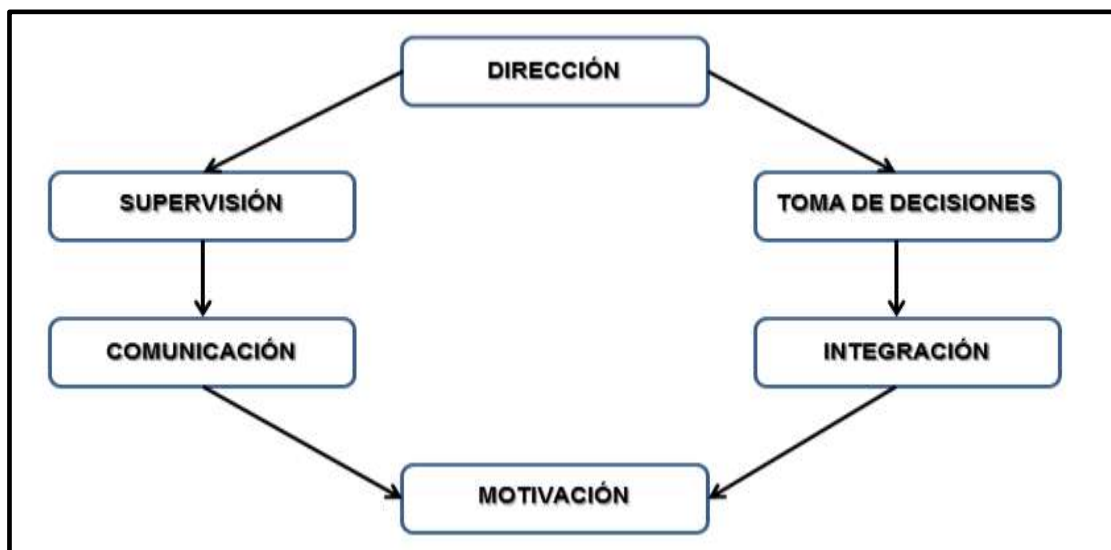 DIRECCIÓN
SUPERVISIÓN
TOMA DE DECISIONES
COMUNICACIÓN
INTEGRACIÓN
MOTIVACIÓN